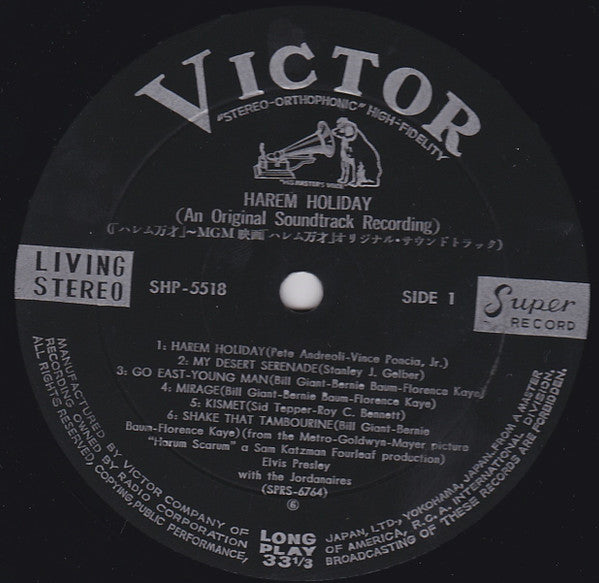 VICTOR
"STEREO-ORTHOPHONIC" HIGH-FIDELITY
"HIS MASTER'S VOICE"
HAREM HOLIDAY
(An Original Soundtrack Recording)
(「ハレム万才」~MGM映画「ハレム万才」オリジナル・サウンドトラック)
LIVING
STEREO
SHP-5518
SIDE 1
Super
RECORD
1: HAREM HOLIDAY(Pete Andreoli-Vince Poncia, Jr.)
2: MY DESERT SERENADE(Stanley J. Gelber)
3: GO EAST-YOUNG MAN(Bill Giant-Bernie Baum-Florence Kaye)
4: MIRAGE(Bill Giant-Bernie Baum-Florence Kaye)
5: KISMET(Sid Tepper-Roy C. Bennett)
6: SHAKE THAT TAMBOURINE(Bill Giant-Bernie
Baum-Florence Kaye)(from the Metro-Goldwyn-Mayer picture
"Harum Scarum" a Sam Katzman Fourleaf production)
Elvis Presley
with the Jordanaires
(SPRS-6764)
⑥
LONG
PLAY
33 1/3
MANUFACTURED BY VICTOR COMPANY OF JAPAN, LTD., YOKOHAMA, JAPAN, FROM A MASTER
RECORDING OWNED BY RADIO CORPORATION OF AMERICA, R.C.A. INTERNATIONAL DIVISION.
ALL RIGHTS RESERVED, COPYING, PUBLIC PERFORMANCE, BROADCASTING OF THESE RECORDS ARE FORBIDDEN.